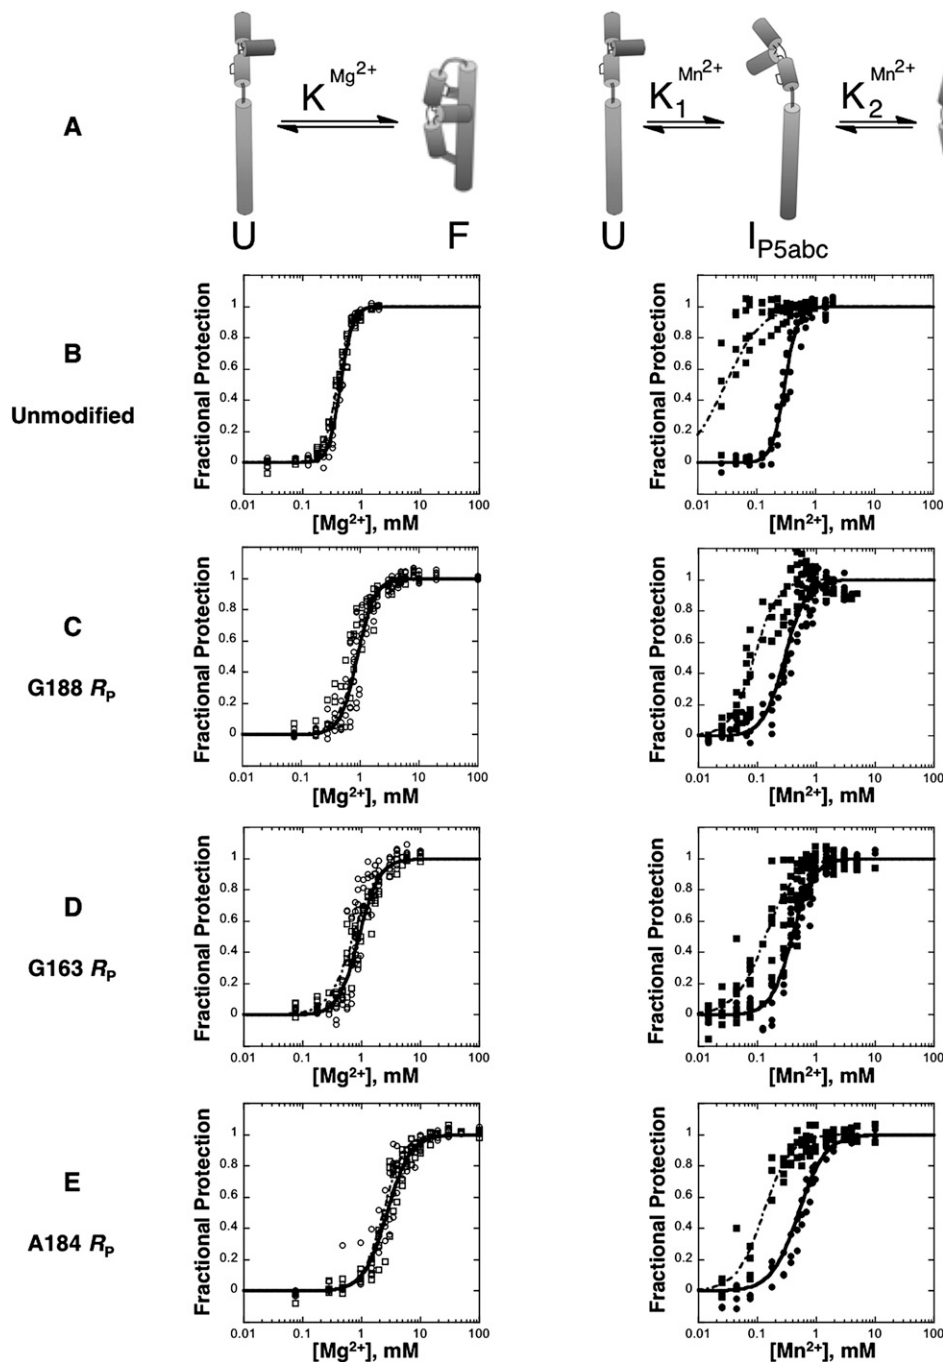 A
K Mg²⁺
K₁ Mn²⁺
K₂ Mn²⁺
U
F
U
I P5abc
B
Unmodified
Fractional Protection
1
0.8
0.6
0.4
0.2
0
0.01 0.1 1 10 100
[Mg²⁺], mM
Fractional Protection
1
0.8
0.6
0.4
0.2
0
0.01 0.1 1 10 100
[Mn²⁺], mM
C
G188 Rₚ
Fractional Protection
1
0.8
0.6
0.4
0.2
0
0.01 0.1 1 10 100
[Mg²⁺], mM
Fractional Protection
1
0.8
0.6
0.4
0.2
0
0.01 0.1 1 10 100
[Mn²⁺], mM
D
G163 Rₚ
Fractional Protection
1
0.8
0.6
0.4
0.2
0
0.01 0.1 1 10 100
[Mg²⁺], mM
Fractional Protection
1
0.8
0.6
0.4
0.2
0
0.01 0.1 1 10 100
[Mn²⁺], mM
E
A184 Rₚ
Fractional Protection
1
0.8
0.6
0.4
0.2
0
0.01 0.1 1 10 100
[Mg²⁺], mM
Fractional Protection
1
0.8
0.6
0.4
0.2
0
0.01 0.1 1 10 100
[Mn²⁺], mM